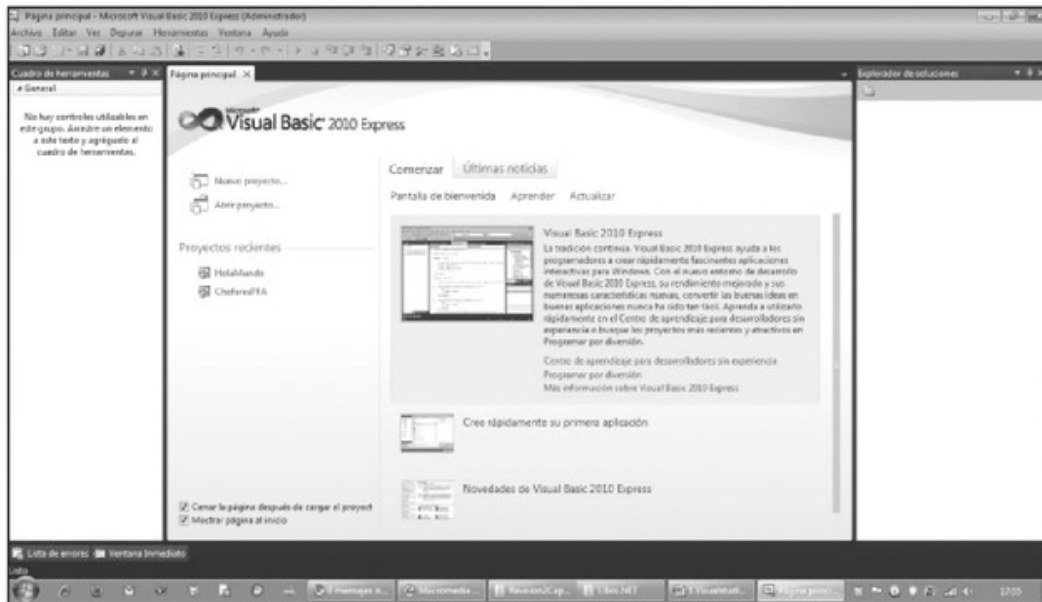 Página principal - Microsoft Visual Basic 2010 Express (Administrador)
Archivo Editar Ver Depurar Herramientas Ventana Ayuda
Cuadro de herramientas
General
No hay controles utilizables en
este grupo. Arrastre un elemento
a este texto y agréguelo al
cuadro de herramientas.
Página principal
Explorador de soluciones
Microsoft
Visual Basic 2010 Express
Nuevo proyecto...
Abrir proyecto...
Proyectos recientes
HolaMundo
ChoferesPRA
Comenzar Últimas noticias
Pantalla de bienvenida Aprender Actualizar
Visual Basic 2010 Express
La tradición continúa. Visual Basic 2010 Express ayuda a los
programadores a crear rápidamente fascinantes aplicaciones
interactivas para Windows. Con el nuevo entorno de desarrollo
de Visual Basic 2010 Express, su rendimiento mejorado y sus
numerosas características nuevas, convertir las buenas ideas en
buenas aplicaciones nunca ha sido tan fácil. Aprenda a utilizarlo
rápidamente en el Centro de aprendizaje para desarrolladores sin
experiencia o busque los proyectos más recientes y atractivos en
Programar por diversión.
Centro de aprendizaje para desarrolladores sin experiencia
Programar por diversión
Más información sobre Visual Basic 2010 Express
Cree rápidamente su primera aplicación
Novedades de Visual Basic 2010 Express
Cerrar la página después de cargar el proyect
Mostrar página al inicio
Lista de errores Ventana Inmediato
Listo
Macromedia ...
Libro.NET
Página princi...
17:05